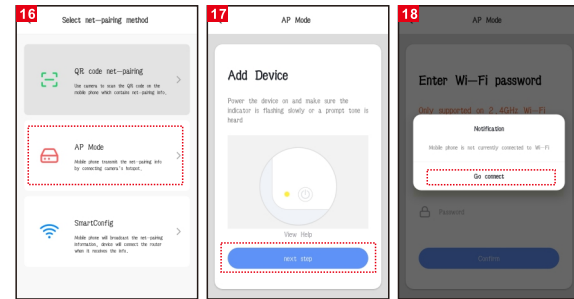 16
Select net-pairing method
QR code net-pairing
Use camera to scan the QR code on the
mobile phone which contains net-pairing info.
AP Mode
Mobile phone transmit the net-pairing info
by connecting camera's hotspot.
SmartConfig
Mobile phone will broadcast the net-pairing
information, device will connect the router
when it receives the info.
17
AP Mode
Add Device
Power the device on and make sure the
indicator is flashing slowly or a prompt tone is
heard
View Help
next step
18
AP Mode
Enter Wi-Fi password
Only supported on 2.4GHz Wi-Fi
Notification
Mobile phone is not currently connected to Wi-Fi
Go connect
Password
Confirm